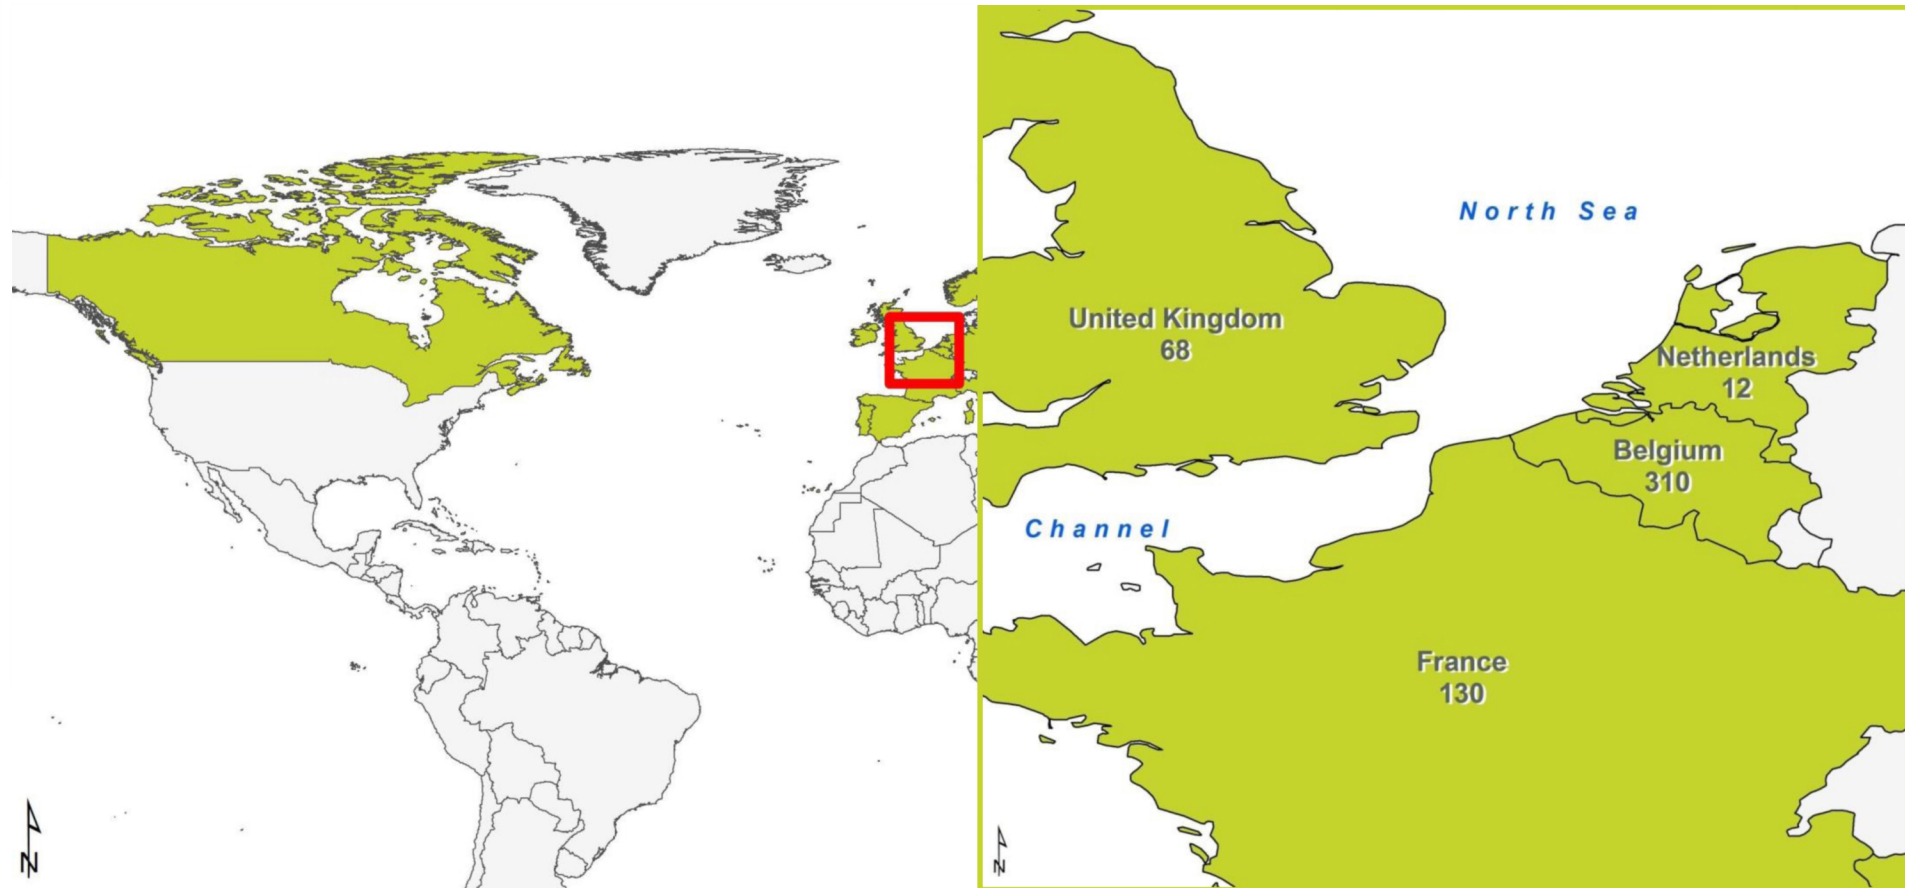 North Sea
United Kingdom
68
Netherlands
12
Belgium
310
Channel
France
130
N
N